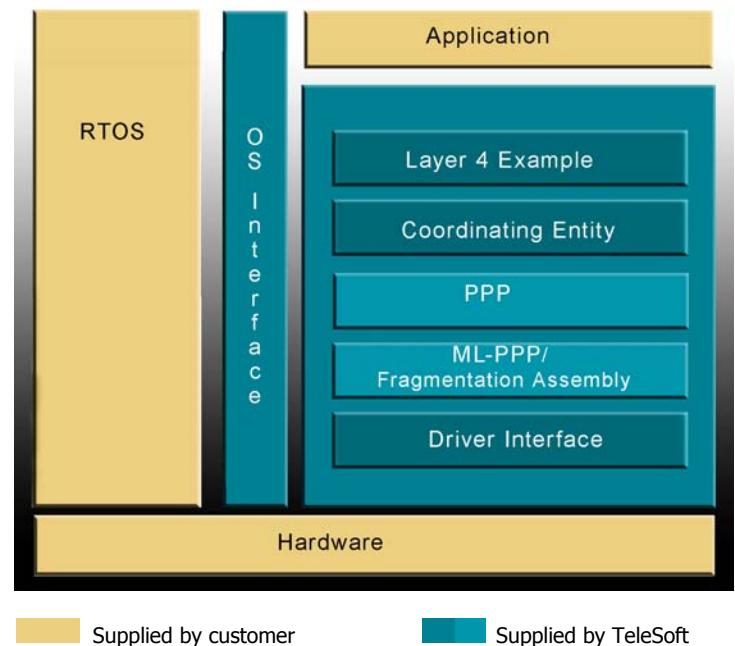 Application
RTOS
OS Interface
Layer 4 Example
Coordinating Entity
PPP
ML-PPP/
Fragmentation Assembly
Driver Interface
Hardware
Supplied by customer
Supplied by TeleSoft